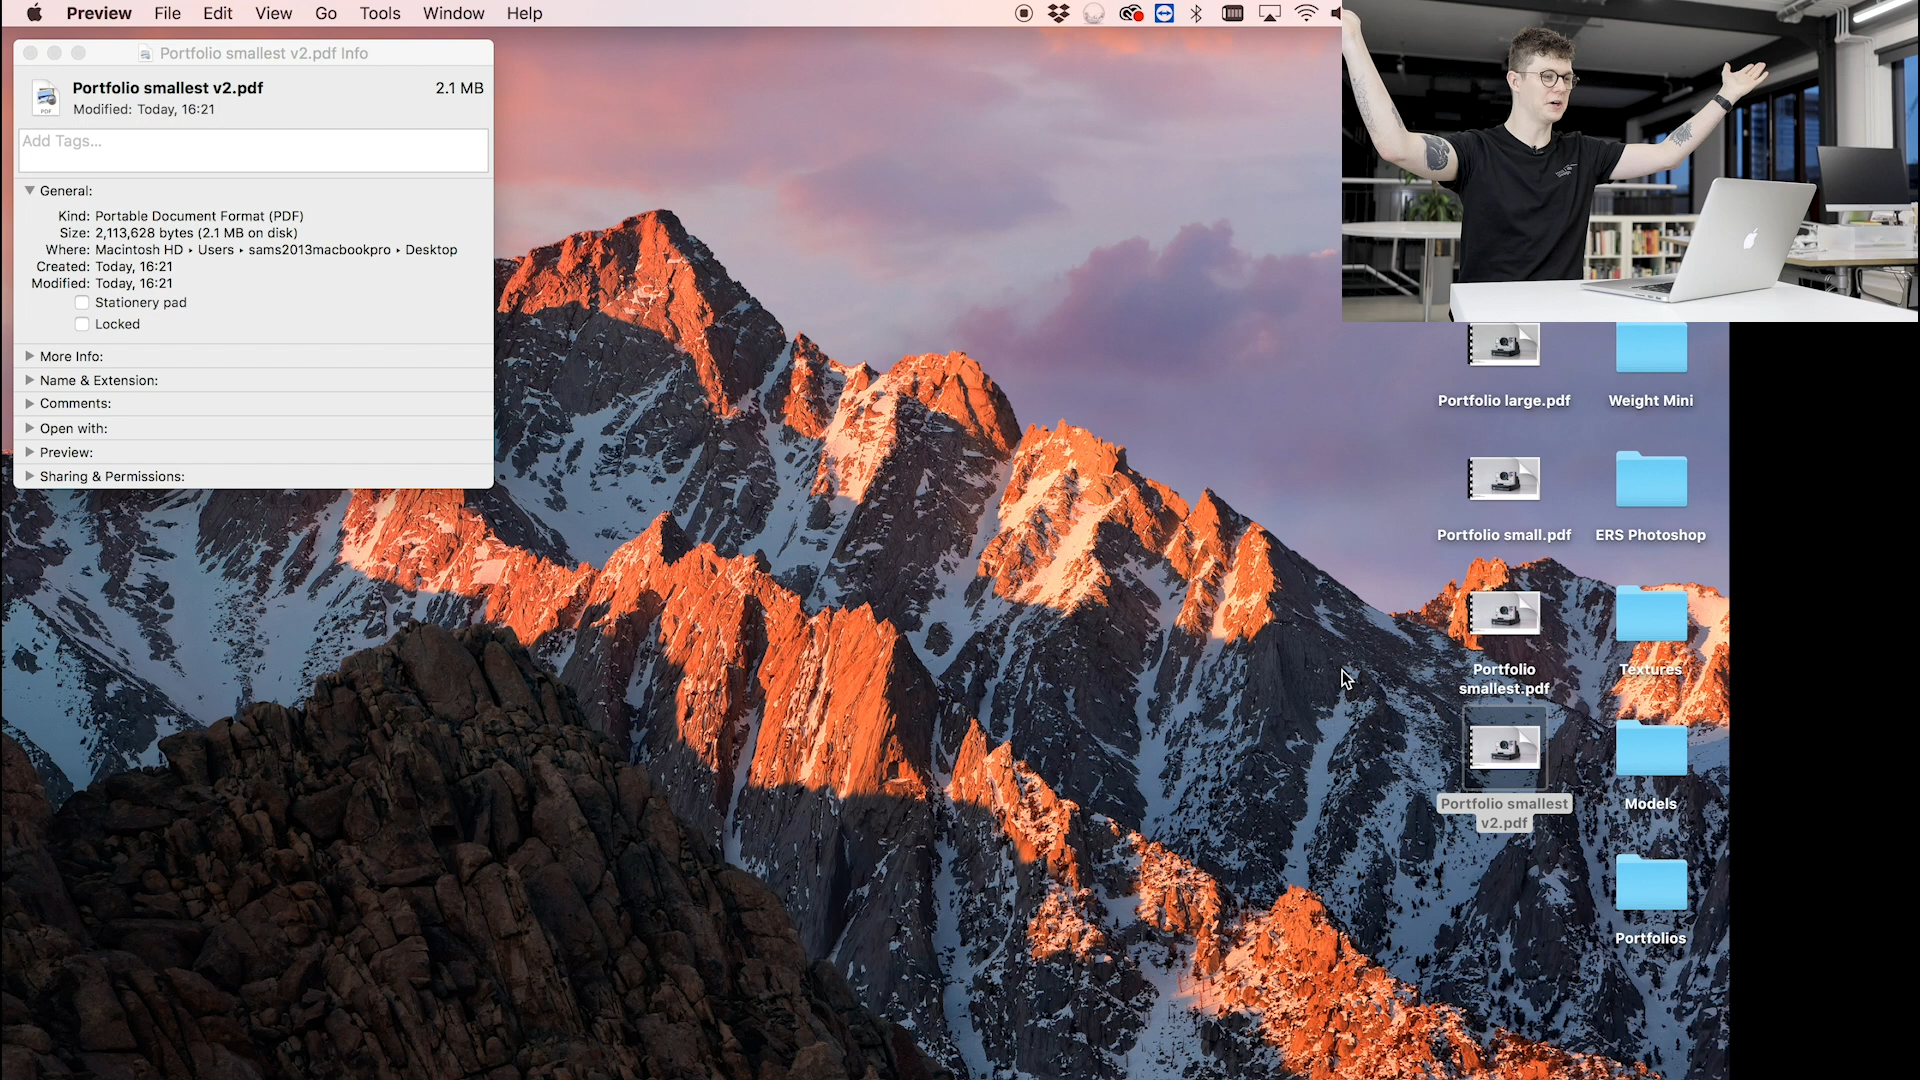 Preview File Edit View Go Tools Window Help
Portfolio smallest v2.pdf Info
Portfolio smallest v2.pdf 2.1 MB
Modified: Today, 16:21
Add Tags...
General:
Kind: Portable Document Format (PDF)
Size: 2,113,628 bytes (2.1 MB on disk)
Where: Macintosh HD ▸ Users ▸ sams2013macbookpro ▸ Desktop
Created: Today, 16:21
Modified: Today, 16:21
Stationery pad
Locked
More Info:
Name & Extension:
Comments:
Open with:
Preview:
Sharing & Permissions:
Portfolio large.pdf
Weight Mini
Portfolio small.pdf
ERS Photoshop
Portfolio
smallest.pdf
Textures
Portfolio smallest
v2.pdf
Models
Portfolios